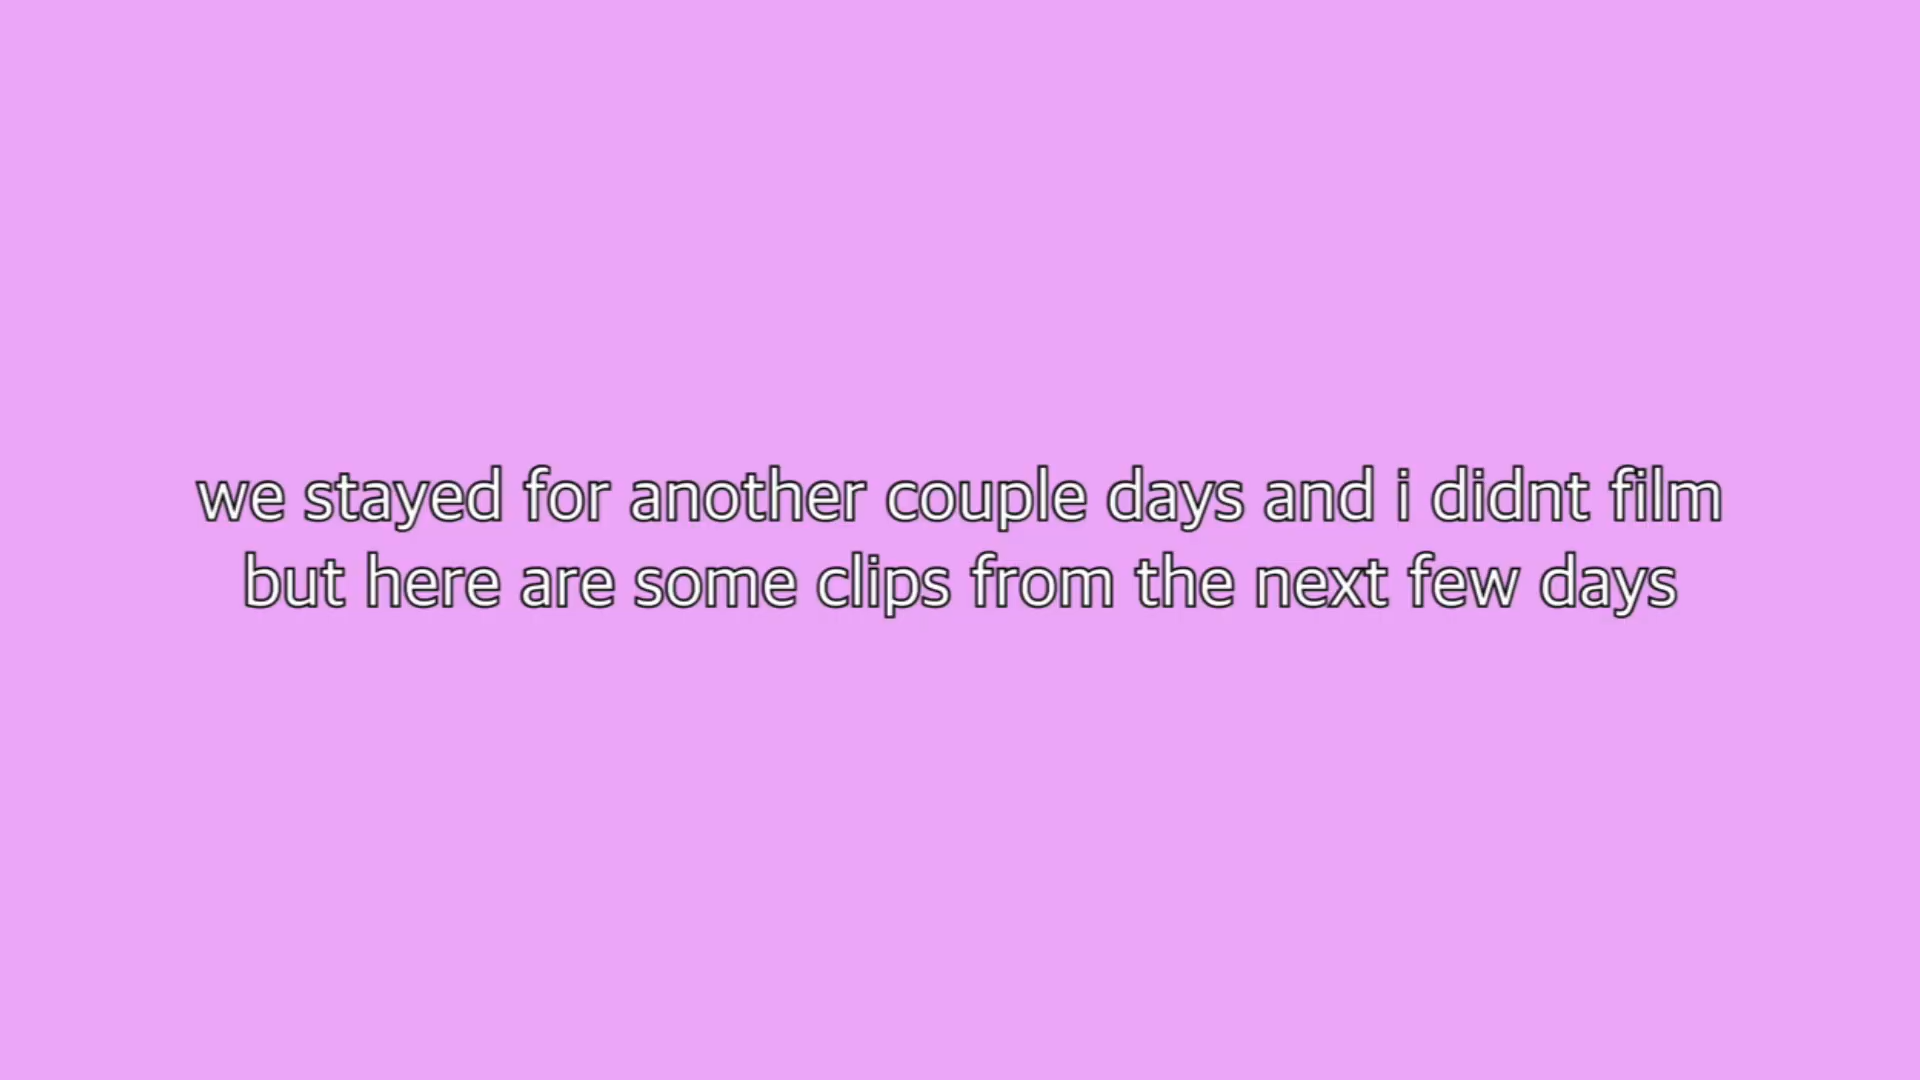 we stayed for another couple days and i didnt film
but here are some clips from the next few days